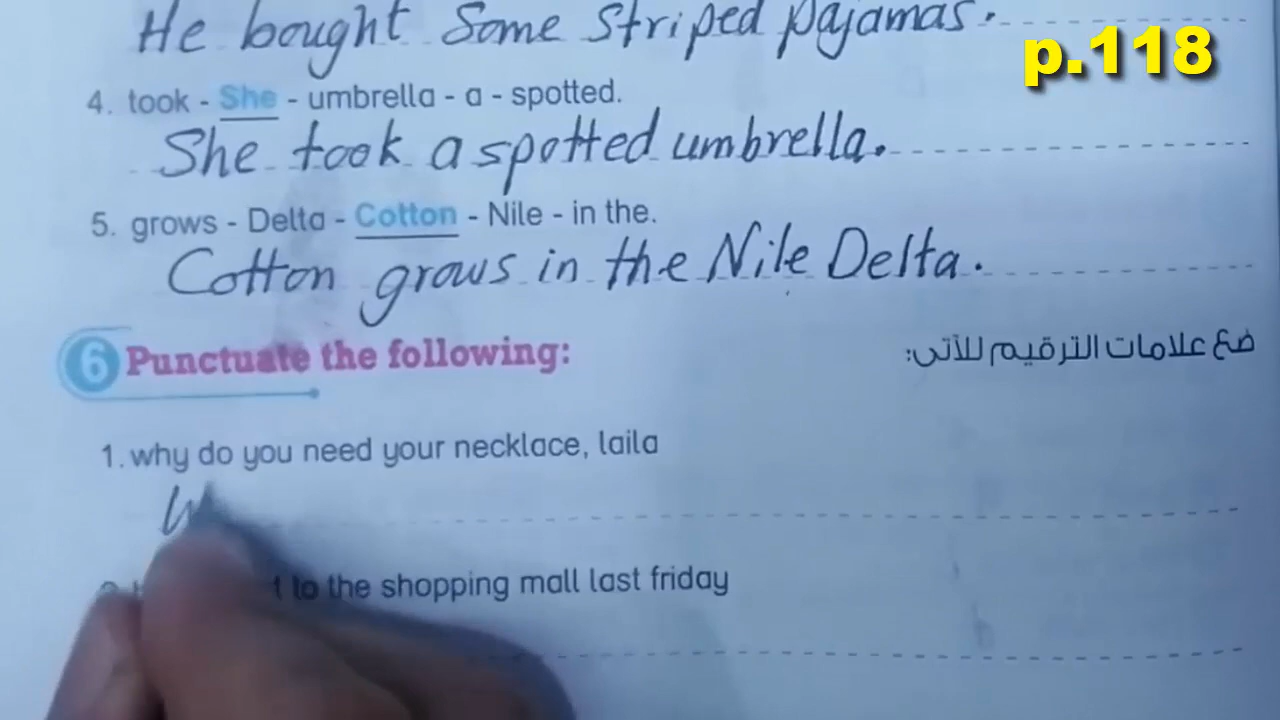 He bought Some striped pajamas.
p.118
4. took - She - umbrella - a - spotted.
She took a spotted umbrella.
5. grows - Delta - Cotton - Nile - in the.
Cotton grows in the Nile Delta.
6 Punctuate the following:
ضع علامات الترقيم للآتى:
1. why do you need your necklace, laila
W
to the shopping mall last friday